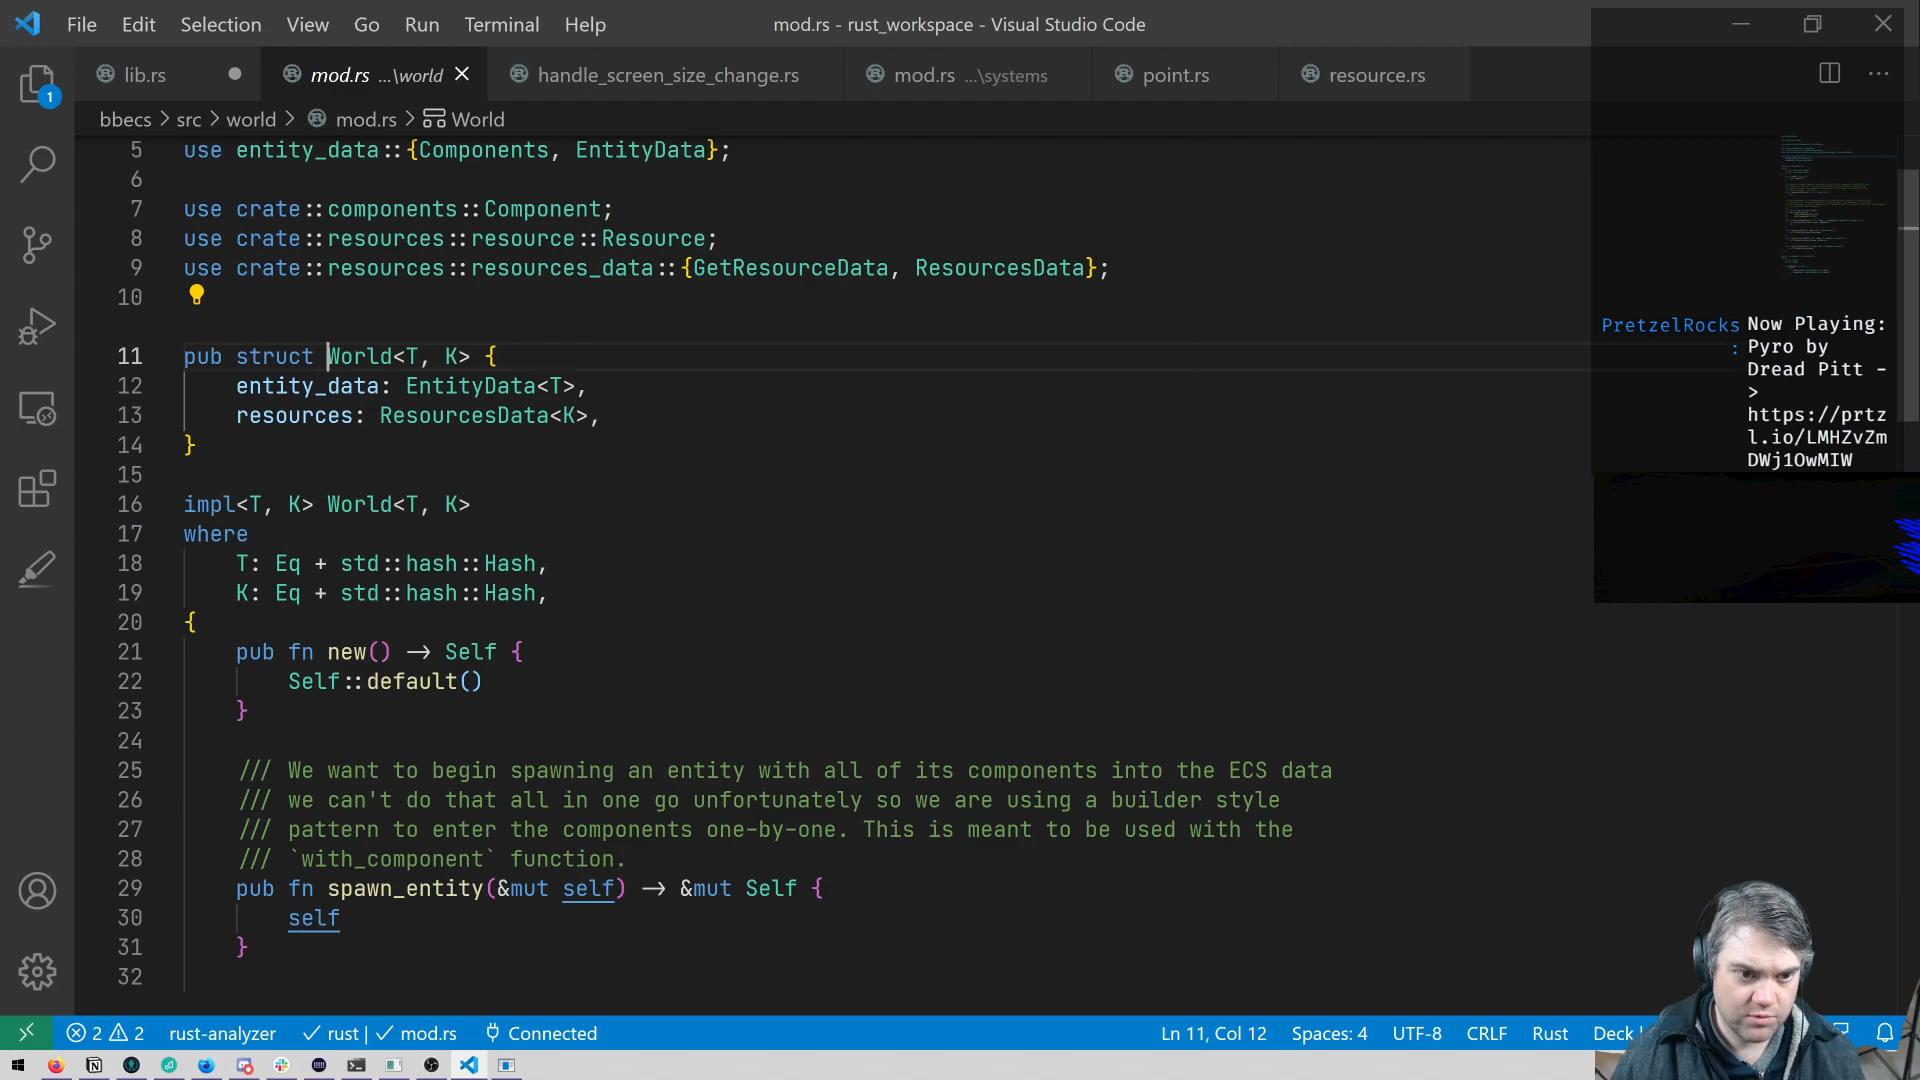 File Edit Selection View Go Run Terminal Help
mod.rs - rust_workspace - Visual Studio Code
lib.rs
mod.rs ...\world
handle_screen_size_change.rs
mod.rs ...\systems
point.rs
resource.rs
1
bbecs > src > world > mod.rs > World
5 use entity_data::{Components, EntityData};
6
7 use crate::components::Component;
8 use crate::resources::resource::Resource;
9 use crate::resources::resources_data::{GetResourceData, ResourcesData};
10
11 pub struct World<T, K> {
12 entity_data: EntityData<T>,
13 resources: ResourcesData<K>,
14 }
15
16 impl<T, K> World<T, K>
17 where
18 T: Eq + std::hash::Hash,
19 K: Eq + std::hash::Hash,
20 {
21 pub fn new() -> Self {
22 Self::default()
23 }
24
25 /// We want to begin spawning an entity with all of its components into the ECS data
26 /// we can't do that all in one go unfortunately so we are using a builder style
27 /// pattern to enter the components one-by-one. This is meant to be used with the
28 /// `with_component` function.
29 pub fn spawn_entity(&mut self) -> &mut Self {
30 self
31 }
32
PretzelRocks
: Now Playing:
Pyro by
Dread Pitt -
>
https://prtz
l.io/LMHZvZm
DWj1OwMIW
2 2 rust-analyzer ✓ rust | ✓ mod.rs Connected
Ln 11, Col 12 Spaces: 4 UTF-8 CRLF Rust Deck